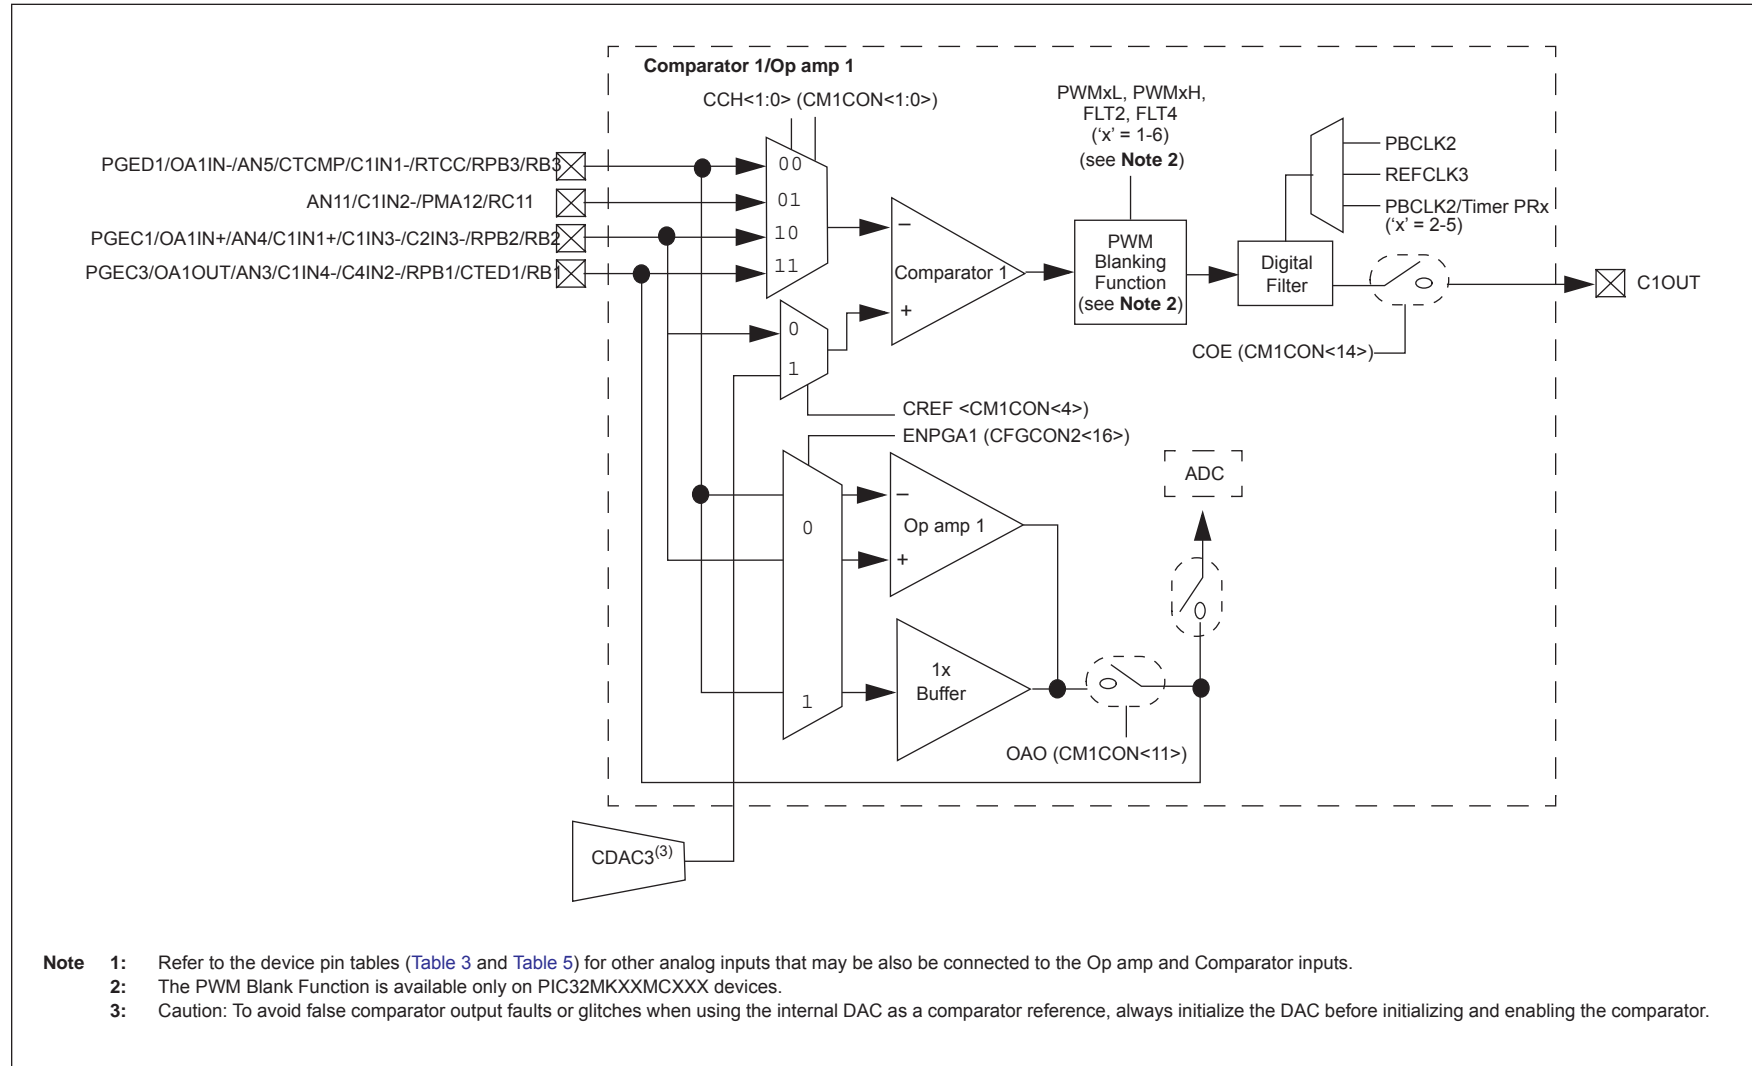 Comparator 1/Op amp 1
CCH<1:0> (CM1CON<1:0>)
PWMxL, PWMxH,
FLT2, FLT4
(‘x’ = 1-6)
(see Note 2)
PGED1/OA1IN-/AN5/CTCMP/C1IN1-/RTCC/RPB3/RB3
AN11/C1IN2-/PMA12/RC11
PGEC1/OA1IN+/AN4/C1IN1+/C1IN3-/C2IN3-/RPB2/RB2
PGEC3/OA1OUT/AN3/C1IN4-/C4IN2-/RPB1/CTED1/RB1
00
01
10
11
0
1
–
Comparator 1
+
PWM
Blanking
Function
(see Note 2)
PBCLK2
REFCLK3
PBCLK2/Timer PRx
(‘x’ = 2-5)
Digital
Filter
C1OUT
COE (CM1CON<14>)
CREF <CM1CON<4>)
ENPGA1 (CFGCON2<16>)
0
1
–
Op amp 1
+
ADC
1x
Buffer
OAO (CM1CON<11>)
CDAC3(3)
Note 1: Refer to the device pin tables (Table 3 and Table 5) for other analog inputs that may be also be connected to the Op amp and Comparator inputs.
2: The PWM Blank Function is available only on PIC32MKXXMCXXX devices.
3: Caution: To avoid false comparator output faults or glitches when using the internal DAC as a comparator reference, always initialize the DAC before initializing and enabling the comparator.